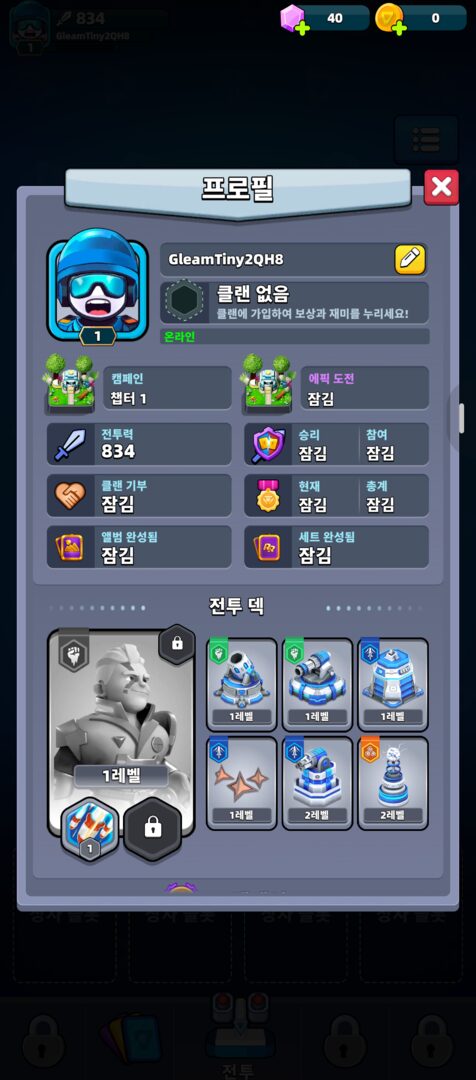 834
GleamTiny2QH8
1
40
0
프로필
GleamTiny2QH8
클랜 없음
클랜에 가입하여 보상과 재미를 누리세요!
1
온라인
캠페인
챕터 1
에픽 도전
잠김
전투력
834
승리
잠김
참여
잠김
클랜 기부
잠김
현재
잠김
총계
잠김
앨범 완성됨
잠김
세트 완성됨
잠김
전투 덱
1레벨
1
1레벨
1레벨
1레벨
1레벨
2레벨
2레벨
전투